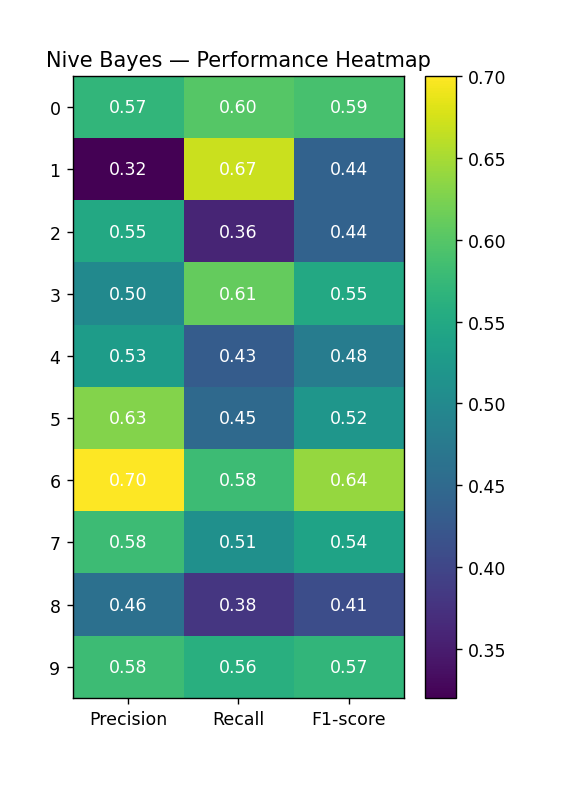 Nive Bayes — Performance Heatmap
0 0.57 0.60 0.59
1 0.32 0.67 0.44
2 0.55 0.36 0.44
3 0.50 0.61 0.55
4 0.53 0.43 0.48
5 0.63 0.45 0.52
6 0.70 0.58 0.64
7 0.58 0.51 0.54
8 0.46 0.38 0.41
9 0.58 0.56 0.57
Precision Recall F1-score
0.70
0.65
0.60
0.55
0.50
0.45
0.40
0.35